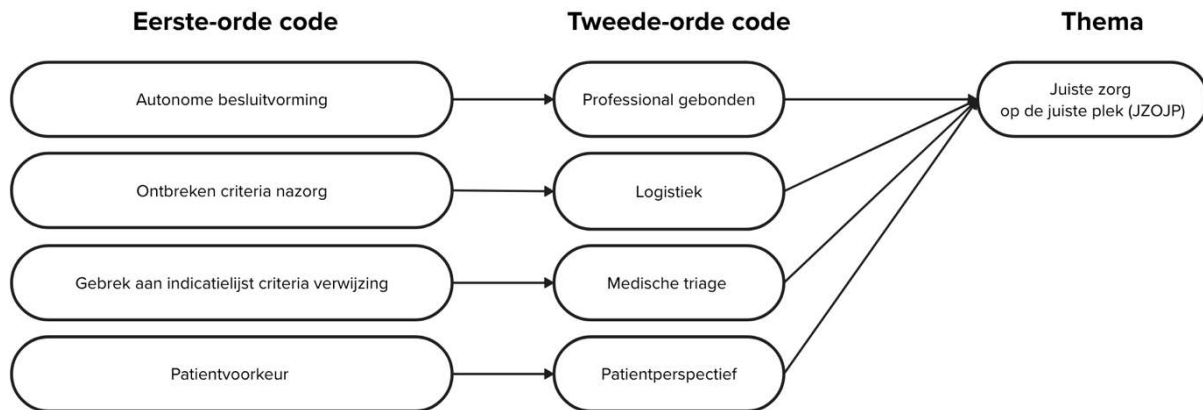 Eerste-orde code
Tweede-orde code
Thema
Autonome besluitvorming
Professional gebonden
Juiste zorg
op de juiste plek (JZOJP)
Ontbreken criteria nazorg
Logistiek
Gebrek aan indicatielijst criteria verwijzing
Medische triage
Patientvoorkeur
Patientperspectief